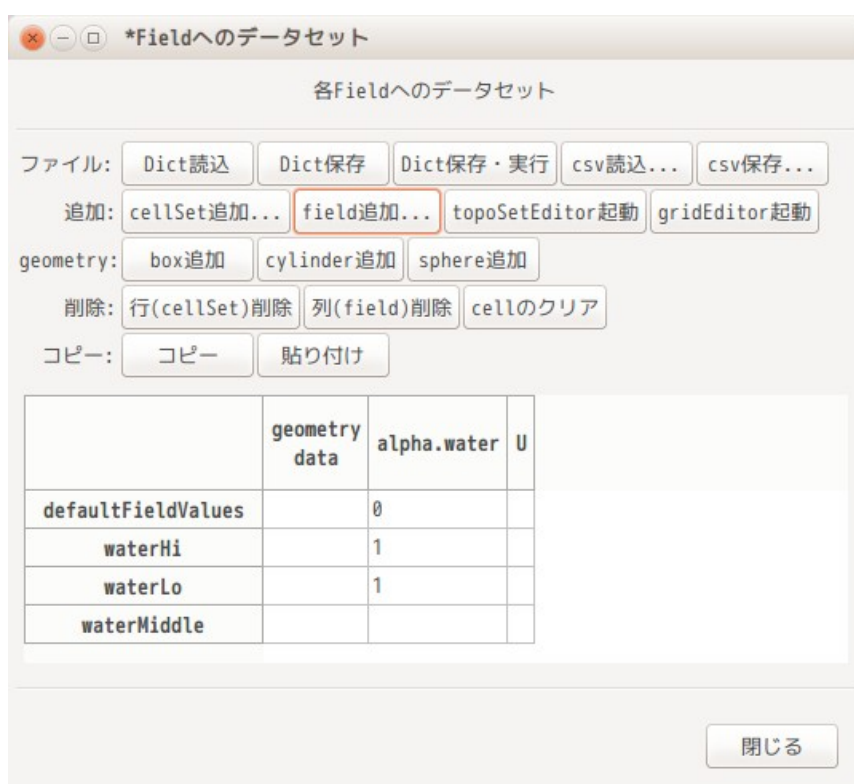 *Fieldへのデータセット
各Fieldへのデータセット
ファイル: Dict読込 Dict保存 Dict保存・実行 csv読込... csv保存...
追加: cellSet追加... field追加... topoSetEditor起動 gridEditor起動
geometry: box追加 cylinder追加 sphere追加
削除: 行(cellSet)削除 列(field)削除 cellのクリア
コピー: コピー 貼り付け
geometry
data alpha.water U
defaultFieldValues 0
waterHi 1
waterLo 1
waterMiddle
閉じる